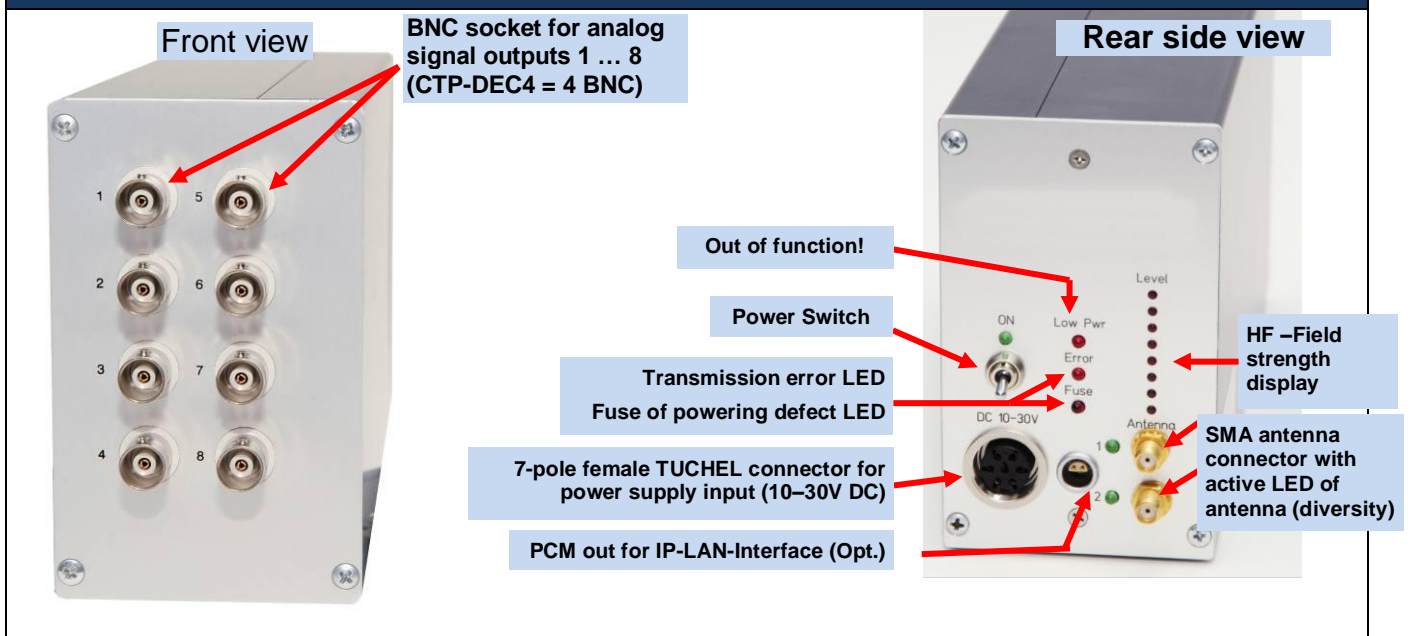 Front view
BNC socket for analog
signal outputs 1 … 8
(CTP-DEC4 = 4 BNC)
1
5
2
6
3
7
4
8
Rear side view
Out of function!
Power Switch
Transmission error LED
Fuse of powering defect LED
7-pole female TUCHEL connector for
power supply input (10–30V DC)
PCM out for IP-LAN-Interface (Opt.)
Level
ON
Low Pwr
Error
Fuse
DC 10-30V
Antenna
1
2
HF –Field
strength
display
SMA antenna
connector with
active LED of
antenna (diversity)